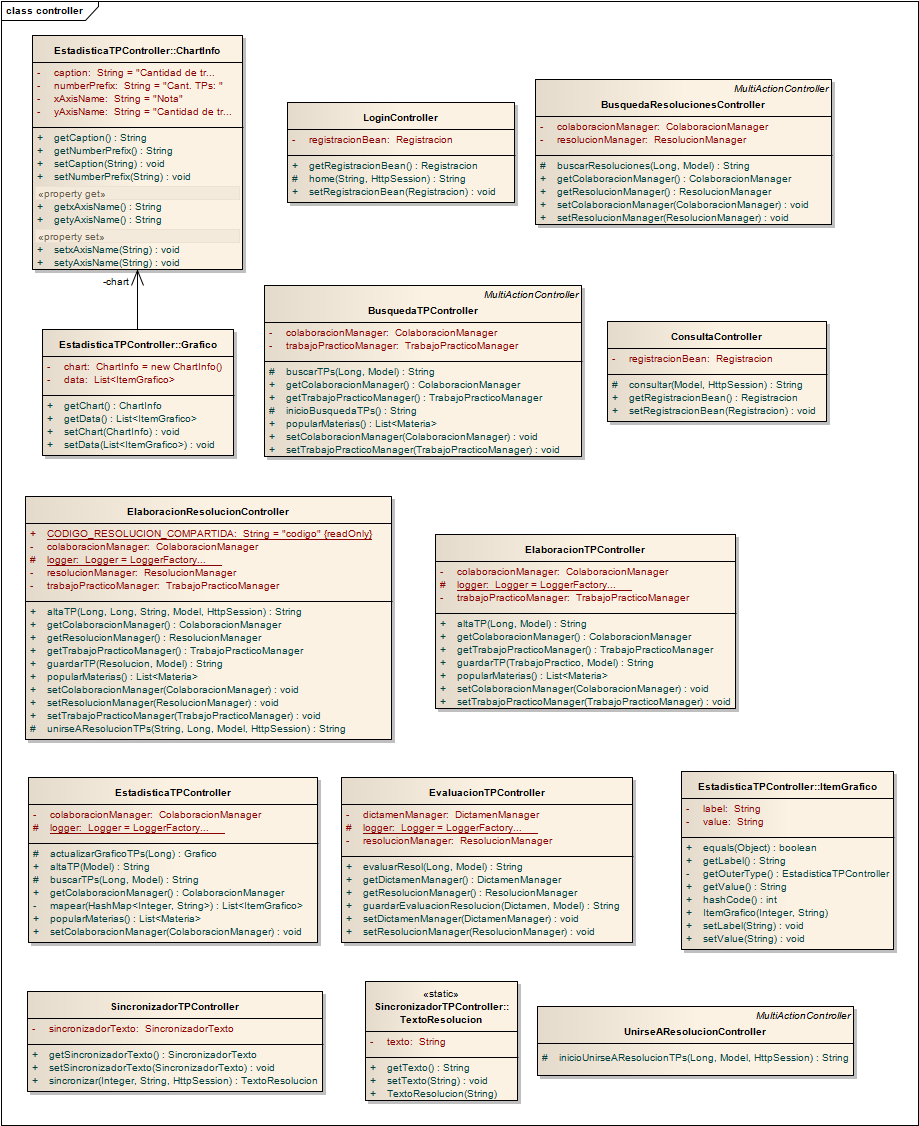 class controller
EstadisticaTPController::ChartInfo
- caption: String = "Cantidad de tr...
- numberPrefix: String = "Cant. TPs: "
- xAxisName: String = "Nota"
- yAxisName: String = "Cantidad de tr...
+ getCaption() : String
+ getNumberPrefix() : String
+ setCaption(String) : void
+ setNumberPrefix(String) : void
«property get»
+ getxAxisName() : String
+ getyAxisName() : String
«property set»
+ setxAxisName(String) : void
+ setyAxisName(String) : void
LoginController
- registracionBean: Registracion
+ getRegistracionBean() : Registracion
# home(String, HttpSession) : String
+ setRegistracionBean(Registracion) : void
MultiActionController
BusquedaResolucionesController
- colaboracionManager: ColaboracionManager
- resolucionManager: ResolucionManager
# buscarResoluciones(Long, Model) : String
+ getColaboracionManager() : ColaboracionManager
+ getResolucionManager() : ResolucionManager
+ setColaboracionManager(ColaboracionManager) : void
+ setResolucionManager(ResolucionManager) : void
-chart
EstadisticaTPController::Grafico
- chart: ChartInfo = new ChartInfo()
- data: List<ItemGrafico>
+ getChart() : ChartInfo
+ getData() : List<ItemGrafico>
+ setChart(ChartInfo) : void
+ setData(List<ItemGrafico>) : void
MultiActionController
BusquedaTPController
- colaboracionManager: ColaboracionManager
- trabajoPracticoManager: TrabajoPracticoManager
# buscarTPs(Long, Model) : String
+ getColaboracionManager() : ColaboracionManager
+ getTrabajoPracticoManager() : TrabajoPracticoManager
# inicioBusquedaTPs() : String
+ popularMaterias() : List<Materia>
+ setColaboracionManager(ColaboracionManager) : void
+ setTrabajoPracticoManager(TrabajoPracticoManager) : void
ConsultaController
- registracionBean: Registracion
# consultar(Model, HttpSession) : String
+ getRegistracionBean() : Registracion
+ setRegistracionBean(Registracion) : void
ElaboracionResolucionController
+ CODIGO_RESOLUCION_COMPARTIDA: String = "codigo" {readOnly}
- colaboracionManager: ColaboracionManager
# logger: Logger = LoggerFactory...
- resolucionManager: ResolucionManager
- trabajoPracticoManager: TrabajoPracticoManager
+ altaTP(Long, Long, String, Model, HttpSession) : String
+ getColaboracionManager() : ColaboracionManager
+ getResolucionManager() : ResolucionManager
+ getTrabajoPracticoManager() : TrabajoPracticoManager
+ guardarTP(Resolucion, Model) : String
+ popularMaterias() : List<Materia>
+ setColaboracionManager(ColaboracionManager) : void
+ setResolucionManager(ResolucionManager) : void
+ setTrabajoPracticoManager(TrabajoPracticoManager) : void
# unirseAResolucionTPs(String, Long, Model, HttpSession) : String
ElaboracionTPController
- colaboracionManager: ColaboracionManager
# logger: Logger = LoggerFactory...
- trabajoPracticoManager: TrabajoPracticoManager
+ altaTP(Long, Model) : String
+ getColaboracionManager() : ColaboracionManager
+ getTrabajoPracticoManager() : TrabajoPracticoManager
+ guardarTP(TrabajoPractico, Model) : String
+ popularMaterias() : List<Materia>
+ setColaboracionManager(ColaboracionManager) : void
+ setTrabajoPracticoManager(TrabajoPracticoManager) : void
EstadisticaTPController
- colaboracionManager: ColaboracionManager
# logger: Logger = LoggerFactory...
# actualizarGraficoTPs(Long) : Grafico
+ altaTP(Model) : String
# buscarTPs(Long, Model) : String
+ getColaboracionManager() : ColaboracionManager
- mapear(HashMap<Integer, String>) : List<ItemGrafico>
+ popularMaterias() : List<Materia>
+ setColaboracionManager(ColaboracionManager) : void
EvaluacionTPController
- dictamenManager: DictamenManager
# logger: Logger = LoggerFactory...
- resolucionManager: ResolucionManager
+ evaluarResol(Long, Model) : String
+ getDictamenManager() : DictamenManager
+ getResolucionManager() : ResolucionManager
+ guardarEvaluacionResolucion(Dictamen, Model) : String
+ setDictamenManager(DictamenManager) : void
+ setResolucionManager(ResolucionManager) : void
EstadisticaTPController::ItemGrafico
- label: String
- value: String
+ equals(Object) : boolean
+ getLabel() : String
- getOuterType() : EstadisticaTPController
+ getValue() : String
+ hashCode() : int
+ ItemGrafico(Integer, String)
+ setLabel(String) : void
+ setValue(String) : void
SincronizadorTPController
- sincronizadorTexto: SincronizadorTexto
+ getSincronizadorTexto() : SincronizadorTexto
+ setSincronizadorTexto(SincronizadorTexto) : void
+ sincronizar(Integer, String, HttpSession) : TextoResolucion
«static»
SincronizadorTPController::
TextoResolucion
- texto: String
+ getTexto() : String
+ setTexto(String) : void
+ TextoResolucion(String)
MultiActionController
UnirseAResolucionController
# inicioUnirseAResolucionTPs(Long, Model, HttpSession) : String